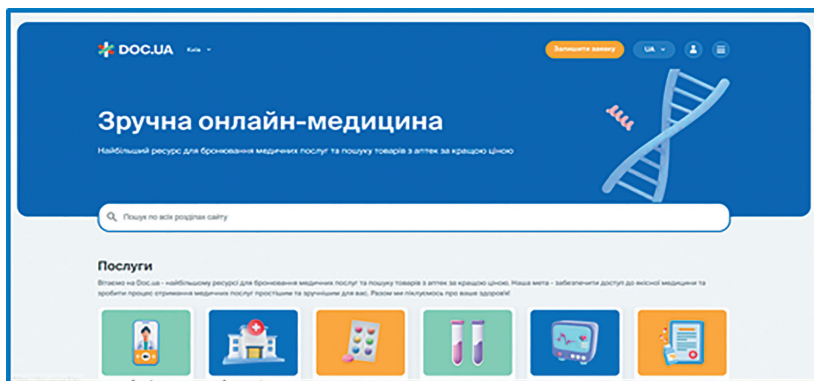 DOC.UA
Київ
Залишити заявку
UA
Зручна онлайн-медицина
Найбільший ресурс для бронювання медичних послуг та пошуку товарів з аптек за кращою ціною
Пошук по всіх розділах сайту
Послуги
Вітаємо на Doc.ua - найбільшому ресурсі для бронювання медичних послуг та пошуку товарів з аптек за кращою ціною. Наша мета - забезпечити доступ до якісної медицини та
зробити процес отримання медичних послуг простішим та зручнішим для вас. Разом ми піклуємось про ваше здоров'я!